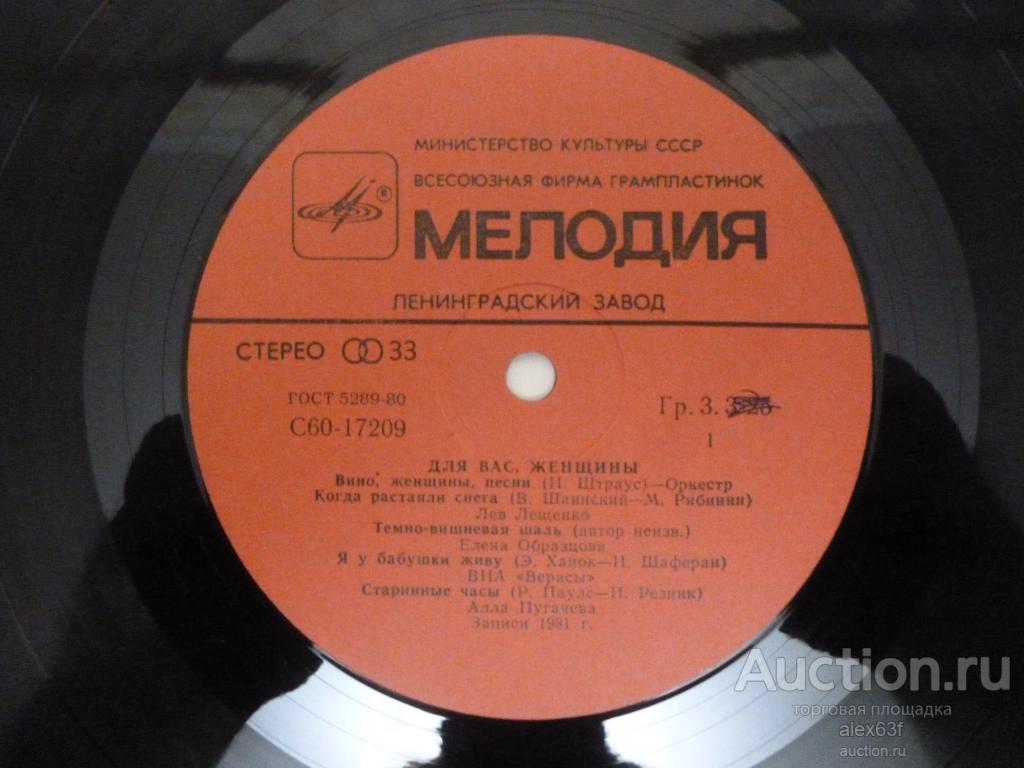 МИНИСТЕРСТВО КУЛЬТУРЫ СССР
ВСЕСОЮЗНАЯ ФИРМА ГРАМПЛАСТИНОК
®
МЕЛОДИЯ
ЛЕНИНГРАДСКИЙ ЗАВОД
СТЕРЕО 33
ГОСТ 5289-80
С60-17209
Гр. 3.
1
ДЛЯ ВАС, ЖЕНЩИНЫ
Вино, женщины, песни (И. Штраус)—Оркестр
Когда растаяли снега (В. Шаинский—М. Рябинин)
Лев Лещенко
Темно-вишневая шаль (автор неизв.)
Елена Образцова
Я у бабушки живу (Э. Ханок—И. Шаферан)
ВИА «Верасы»
Старинные часы (Р. Паулс—И. Резник)
Алла Пугачева
Записи 1981 г.
Auction.ru
торговая площадка
alex63f
auction.ru